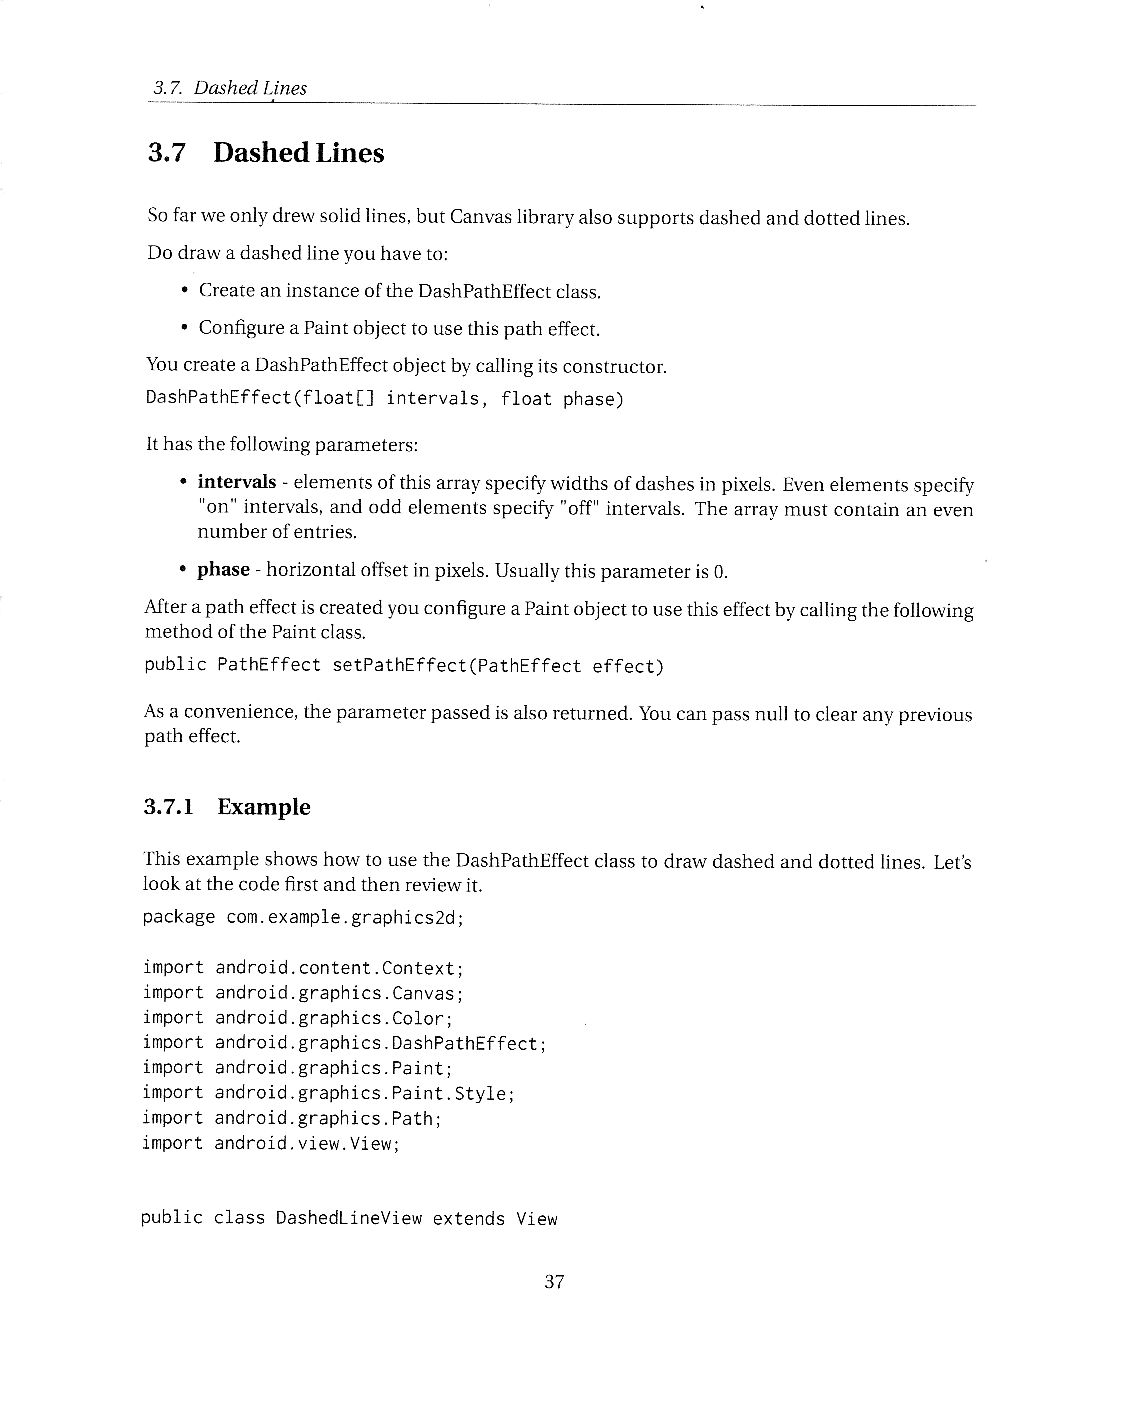 3.7. Dashed Lines
3.7 Dashed Lines
So far we only drew solid lines, but Canvas library also supports dashed and dotted lines.
Do draw a dashed line you have to:
• Create an instance of the DashPathEffect class.
• Configure a Paint object to use this path effect.
You create a DashPathEffect object by calling its constructor.
DashPathEffect(float[] intervals, float phase)
It has the following parameters:
• intervals - elements of this array specify widths of dashes in pixels. Even elements specify
"on" intervals, and odd elements specify "off" intervals. The array must contain an even
number of entries.
• phase - horizontal offset in pixels. Usually this parameter is 0.
After a path effect is created you configure a Paint object to use this effect by calling the following
method of the Paint class.
public PathEffect setPathEffect(PathEffect effect)
As a convenience, the parameter passed is also returned. You can pass null to clear any previous
path effect.
3.7.1 Example
This example shows how to use the DashPathEffect class to draw dashed and dotted lines. Let's
look at the code first and then review it.
package com.example.graphics2d;
import android.content.Context;
import android.graphics.Canvas;
import android.graphics.Color;
import android.graphics.DashPathEffect;
import android.graphics.Paint;
import android.graphics.Paint.Style;
import android.graphics.Path;
import android.view.View;
public class DashedLineView extends View
37